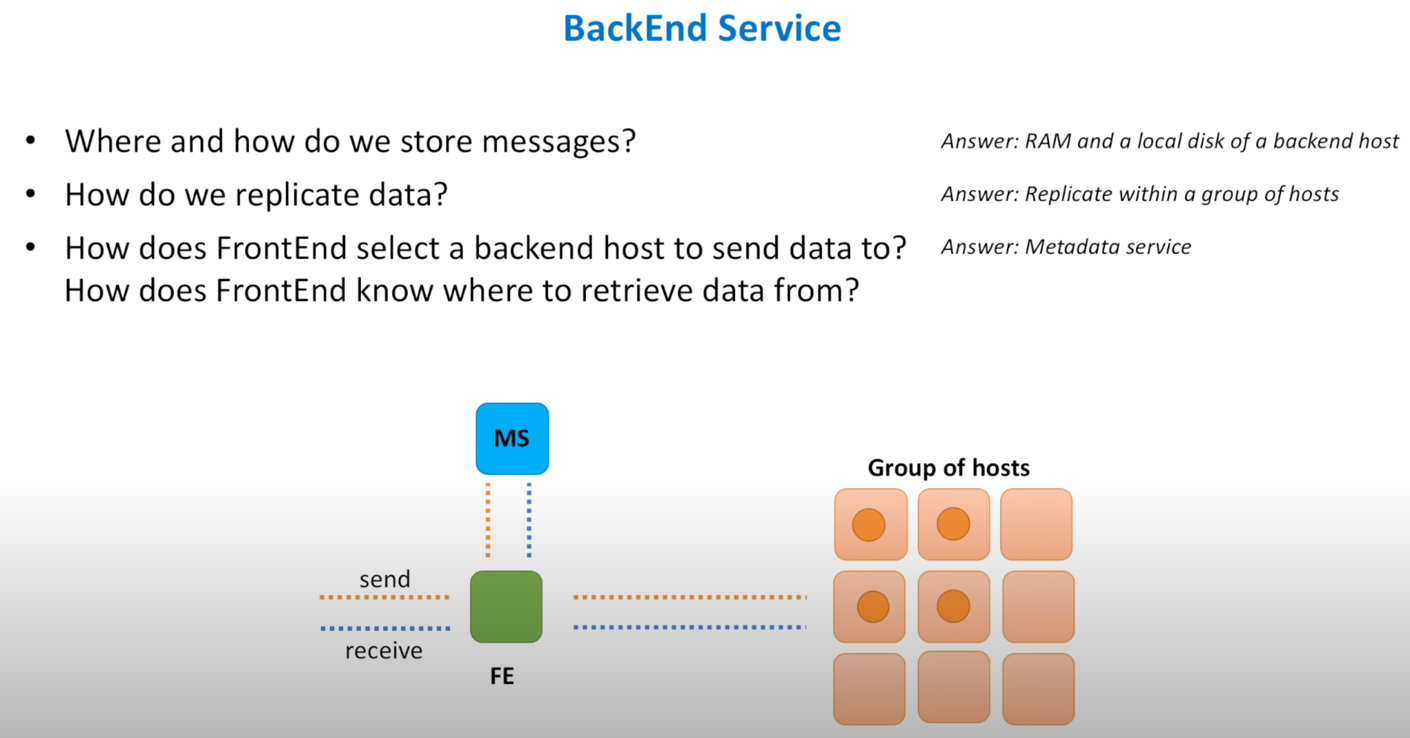 BackEnd Service
• Where and how do we store messages?
Answer: RAM and a local disk of a backend host
• How do we replicate data?
Answer: Replicate within a group of hosts
• How does FrontEnd select a backend host to send data to?
Answer: Metadata service
How does FrontEnd know where to retrieve data from?
MS
Group of hosts
send
receive
FE